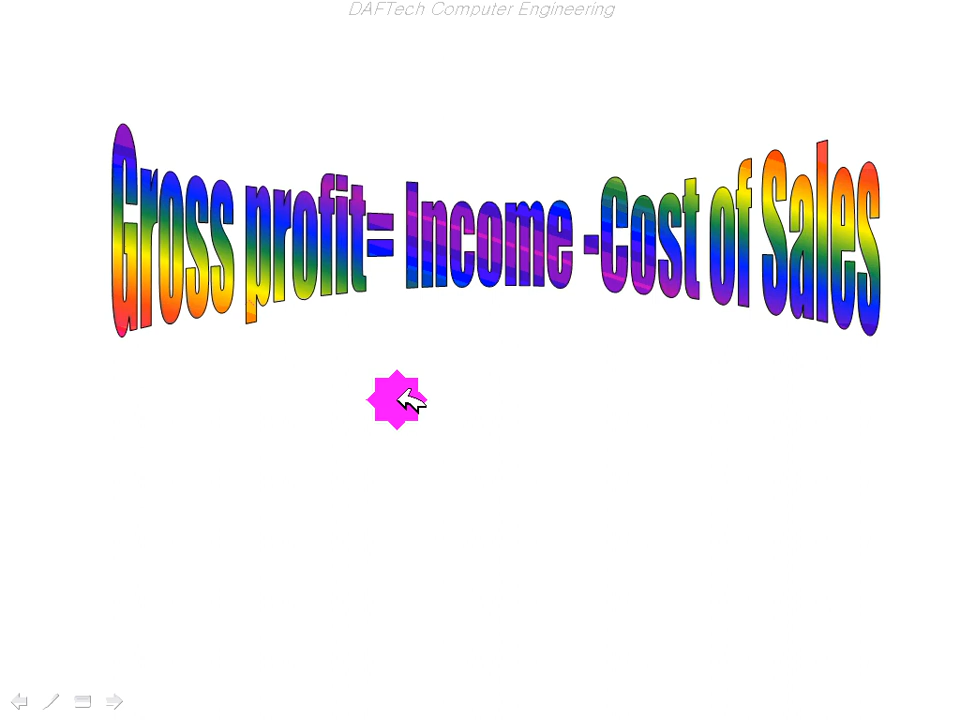 DAFTech Computer Engineering
Gross profit= Income -Cost of Sales